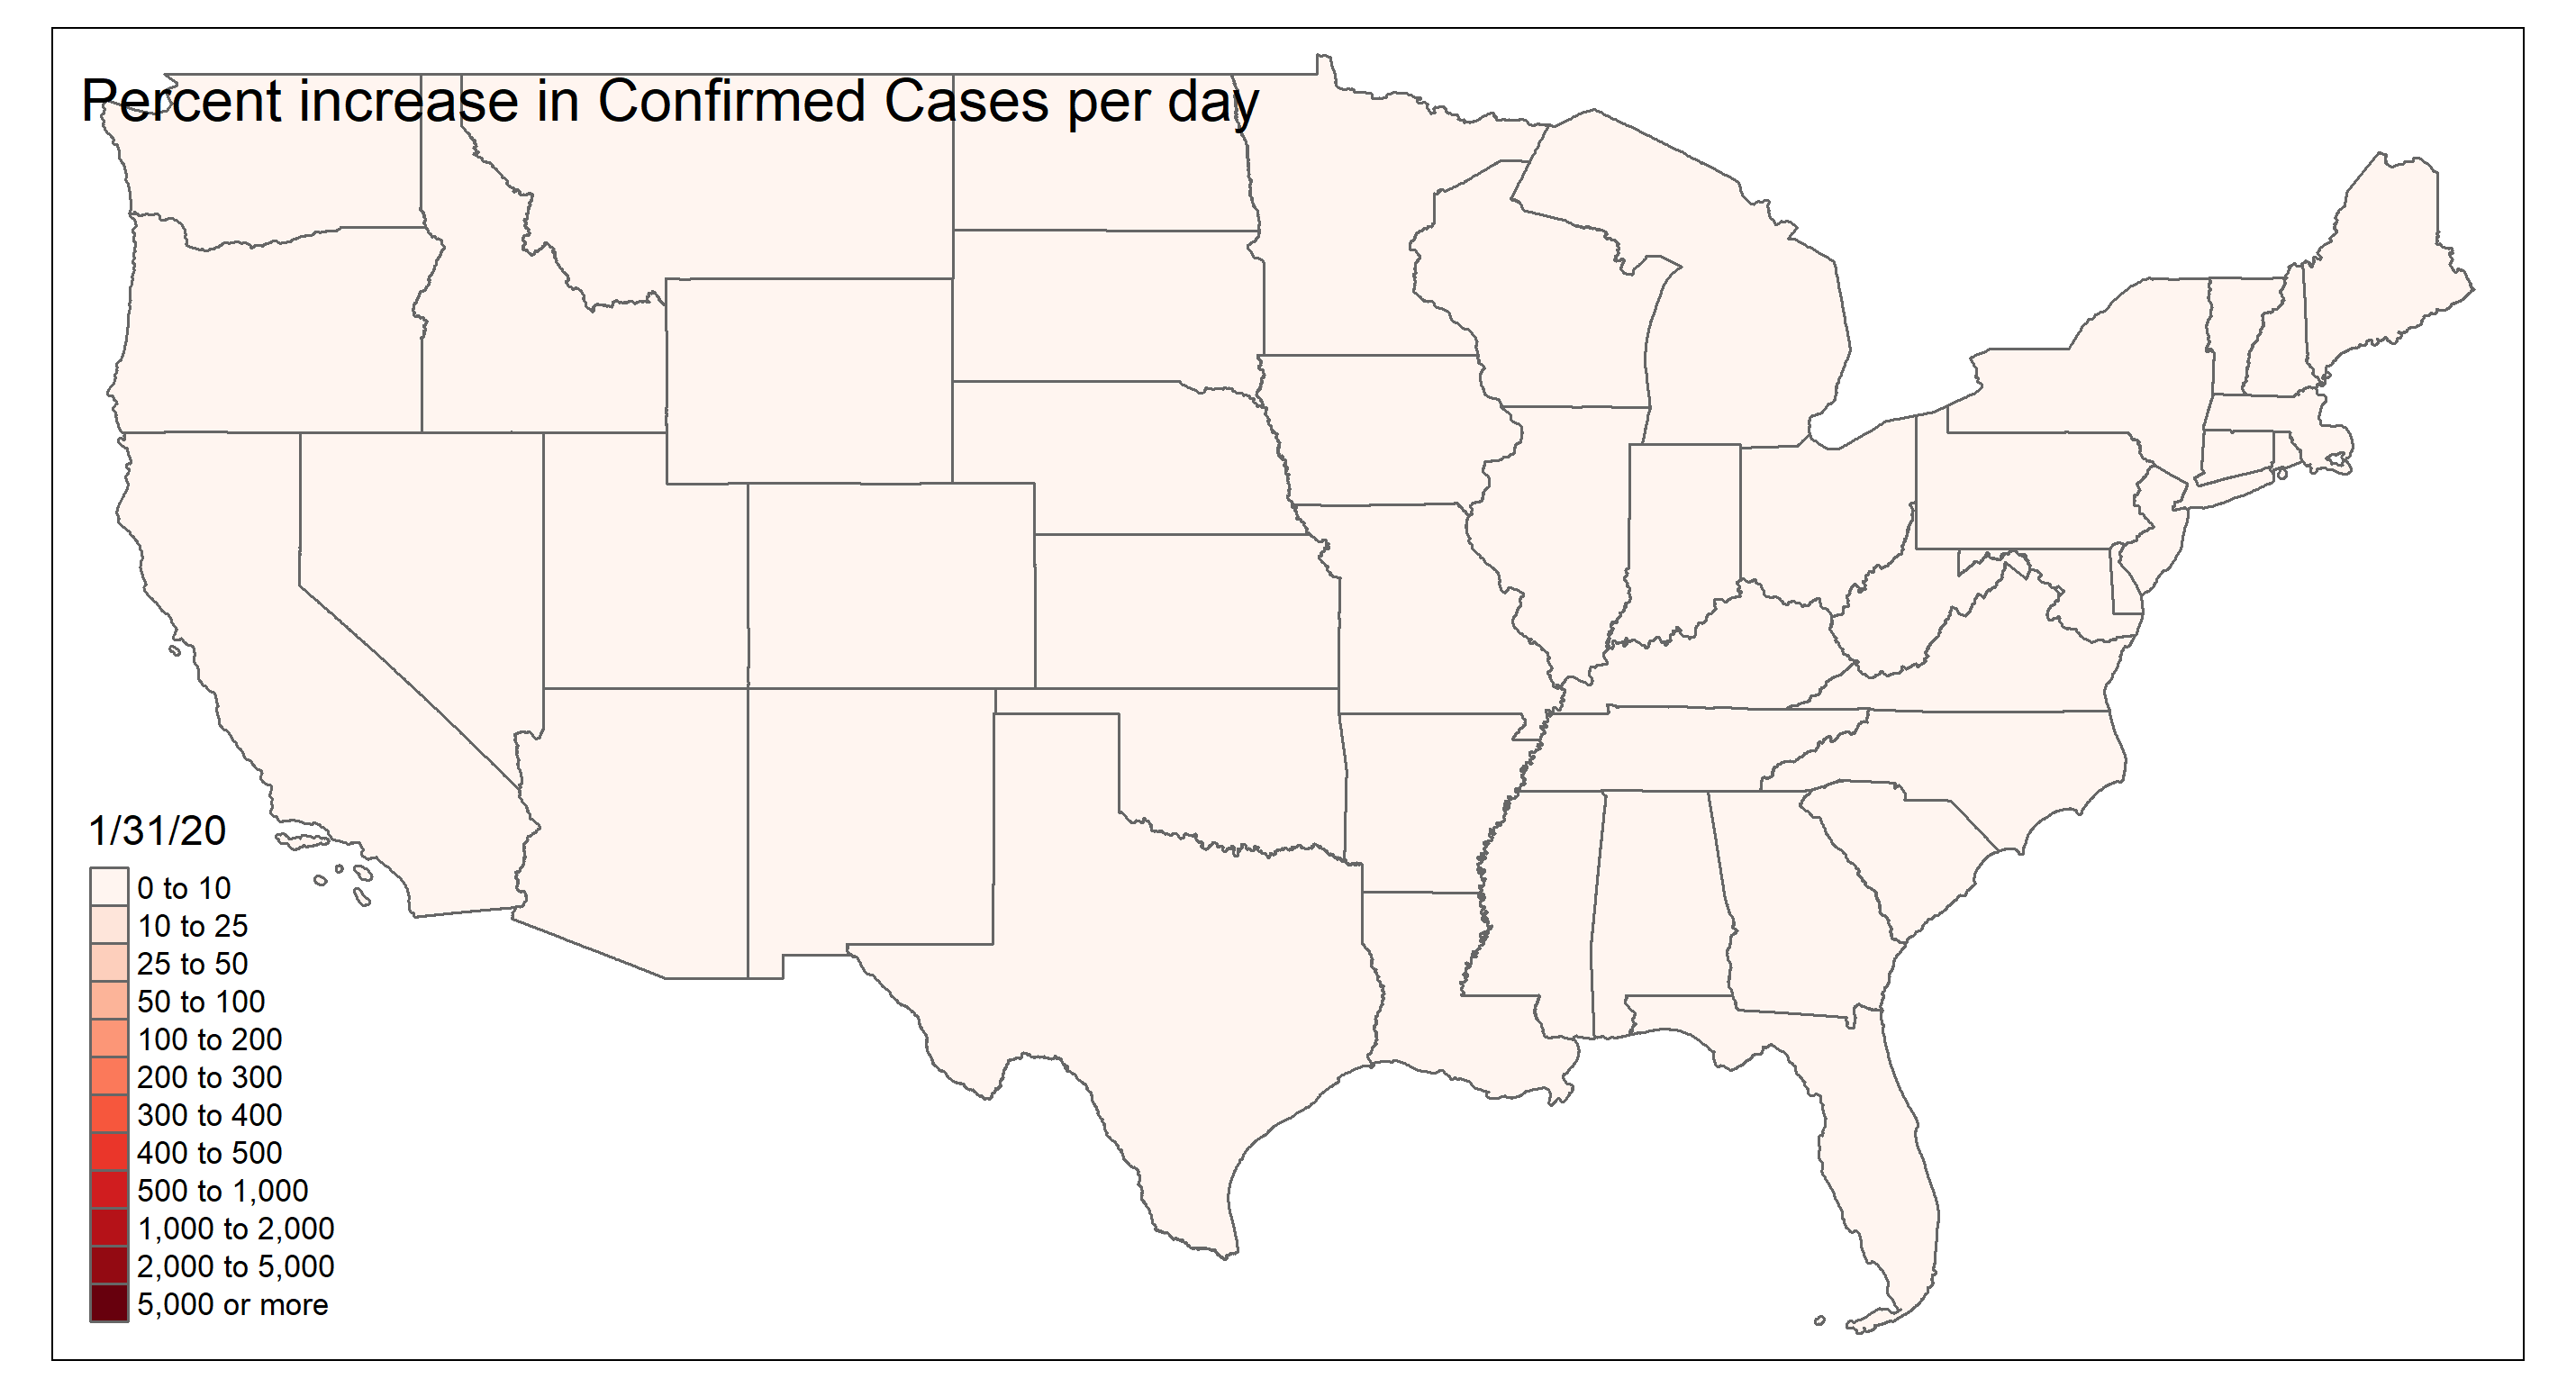 Percent increase in Confirmed Cases per day
1/31/20
0 to 10
10 to 25
25 to 50
50 to 100
100 to 200
200 to 300
300 to 400
400 to 500
500 to 1,000
1,000 to 2,000
2,000 to 5,000
5,000 or more